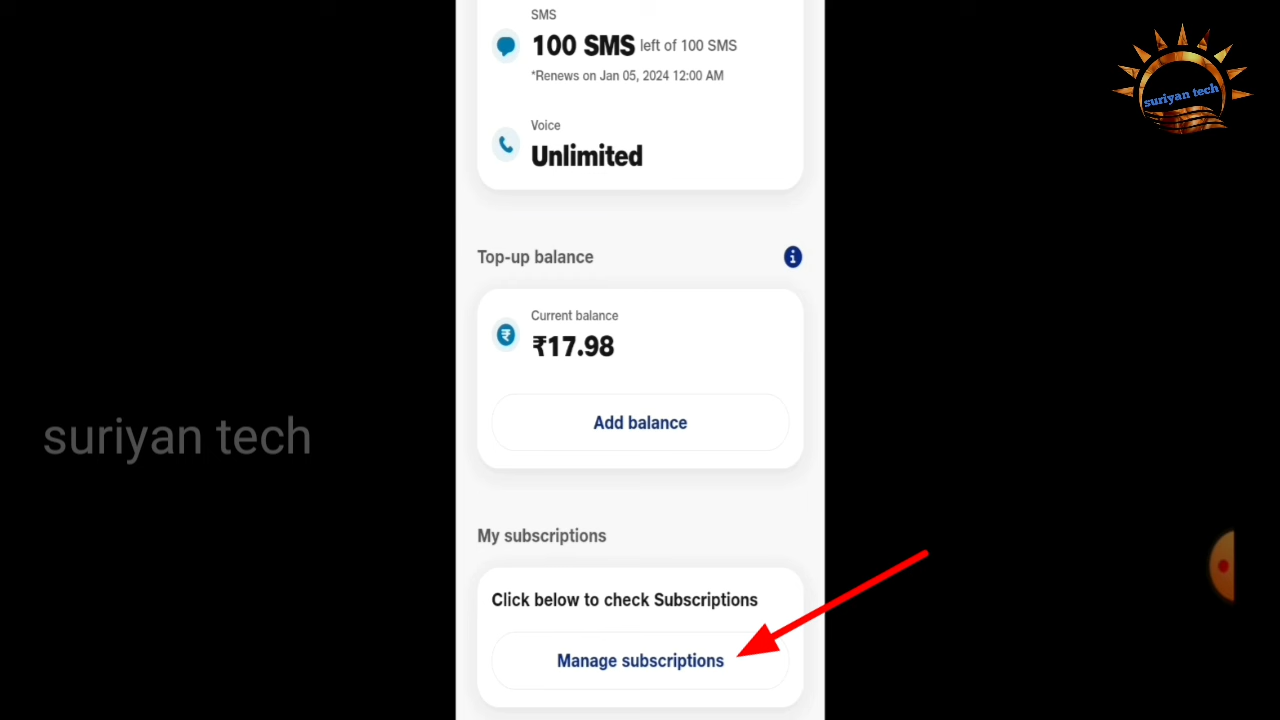 SMS
100 SMS left of 100 SMS
*Renews on Jan 05, 2024 12:00 AM
Voice
Unlimited
Top-up balance
Current balance
₹17.98
Add balance
My subscriptions
Click below to check Subscriptions
Manage subscriptions
suriyan tech
suriyan tech